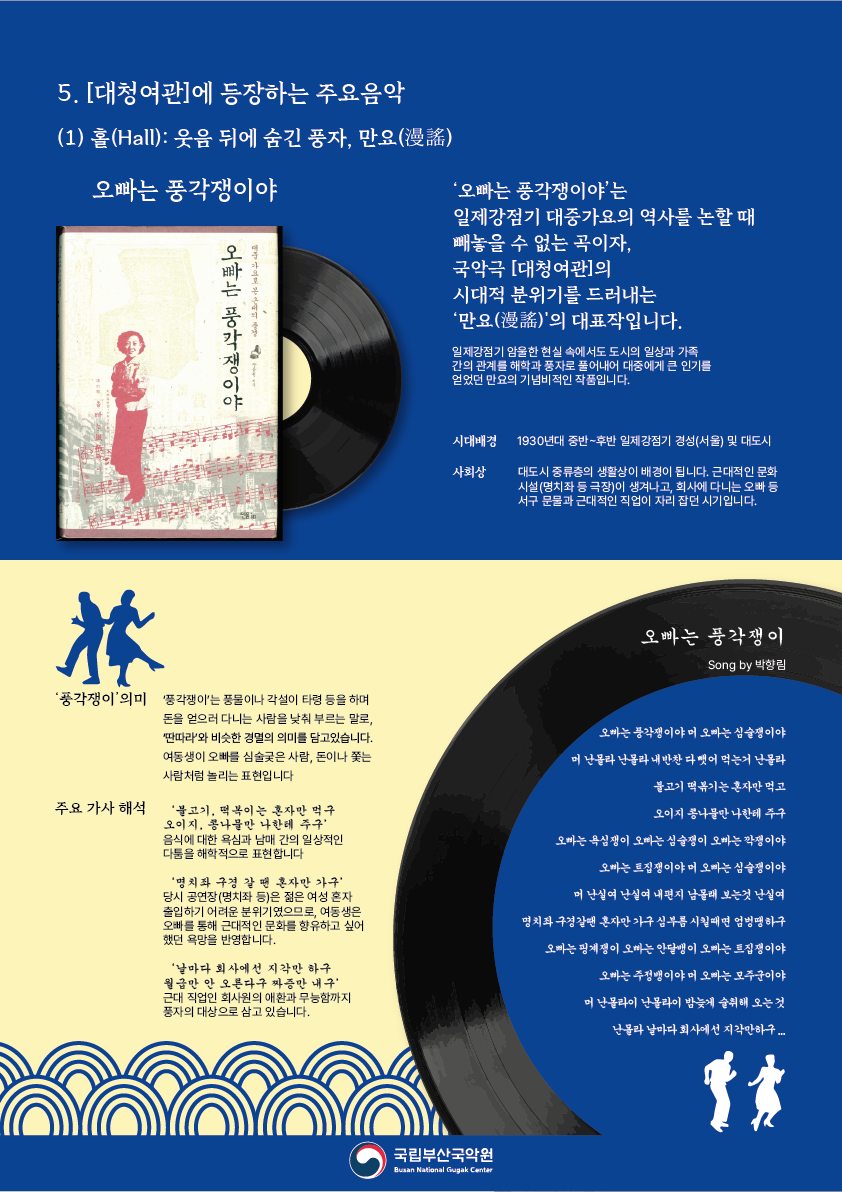 5. [대청여관]에 등장하는 주요음악
(1) 홀(Hall): 웃음 뒤에 숨긴 풍자, 만요(漫謠)
오빠는 풍각쟁이야
오빠는 풍각쟁이야
‘오빠는 풍각쟁이야’는
일제강점기 대중가요의 역사를 논할 때
빼놓을 수 없는 곡이자,
국악극 [대청여관]의
시대적 분위기를 드러내는
‘만요(漫謠)’의 대표작입니다.
일제강점기 암울한 현실 속에서도 도시의 일상과 가족
간의 관계를 해학과 풍자로 풀어내어 대중에게 큰 인기를
얻었던 만요의 기념비적인 작품입니다.
시대배경 1930년대 중반~후반 일제강점기 경성(서울) 및 대도시
사회상 대도시 중류층의 생활상이 배경이 됩니다. 근대적인 문화
시설(명치좌 등 극장)이 생겨나고, 회사에 다니는 오빠 등
서구 문물과 근대적인 직업이 자리 잡던 시기입니다.
‘풍각쟁이’의미
‘풍각쟁이’는 풍물이나 각설이 타령 등을 하며
돈을 얻으러 다니는 사람을 낮춰 부르는 말로,
‘딴따라’와 비슷한 경멸의 의미를 담고있습니다.
여동생이 오빠를 심술궂은 사람, 돈이나 쫓는
사람처럼 놀리는 표현입니다
주요 가사 해석
‘불고기, 떡볶이는 혼자만 먹구
오이지, 콩나물만 나한테 주구’
음식에 대한 욕심과 남매 간의 일상적인
다툼을 해학적으로 표현합니다
‘명치좌 구경 갈 땐 혼자만 가구’
당시 공연장(명치좌 등)은 젊은 여성 혼자
출입하기 어려운 분위기였으므로, 여동생은
오빠를 통해 근대적인 문화를 향유하고 싶어
했던 욕망을 반영합니다.
‘날마다 회사에선 지각만 하구
월급만 안 오른다구 짜증만 내구’
근대 직업인 회사원의 애환과 무능함까지
풍자의 대상으로 삼고 있습니다.
오빠는 풍각쟁이
Song by 박향림
오빠는 풍각쟁이야 머 오빠는 심술쟁이야
머 난몰라 난몰라 내반찬 다 뺏어 먹는거 난몰라
불고기 떡볶기는 혼자만 먹고
오이지 콩나물만 나한테 주구
오빠는 욕심쟁이 오빠는 심술쟁이 오빠는 깍쟁이야
오빠는 트집쟁이야 머 오빠는 심술쟁이야
머 난실여 난실여 내편지 남몰래 보는것 난실여
명치좌 구경갈땐 혼자만 가구 심부름 시킬때면 엄벙땡하구
오빠는 핑계쟁이 오빠는 안달뱅이 오빠는 트집쟁이야
오빠는 주정뱅이야 머 오빠는 모주군이야
머 난몰라이 난몰라이 밤늦게 술취해 오는 것
난몰라 날마다 회사에선 지각만하구 ...
국립부산국악원
Busan National Gugak Center